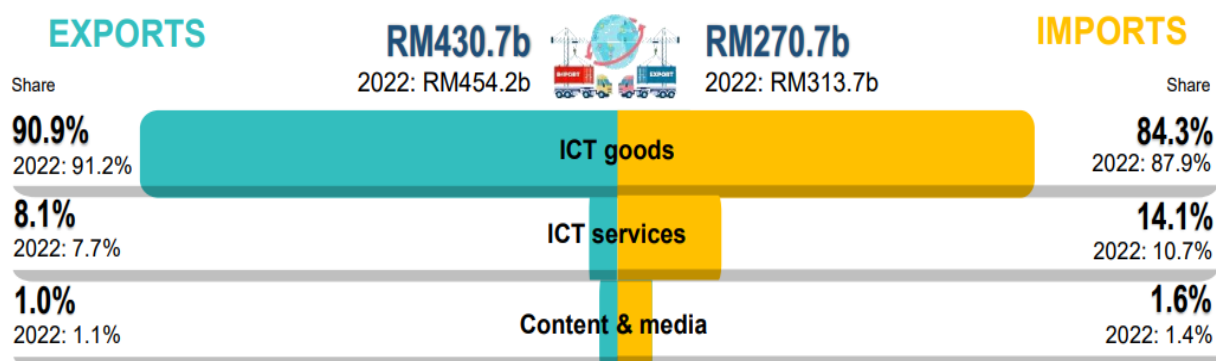 EXPORTS
RM430.7b
2022: RM454.2b
IMPORT
EXPORT
RM270.7b
2022: RM313.7b
IMPORTS
Share
Share
90.9%
2022: 91.2%
ICT goods
84.3%
2022: 87.9%
8.1%
2022: 7.7%
ICT services
14.1%
2022: 10.7%
1.0%
2022: 1.1%
Content & media
1.6%
2022: 1.4%